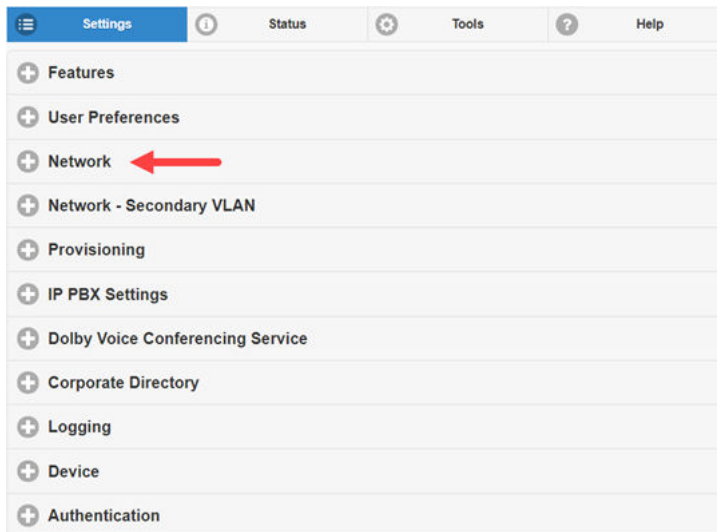 Settings Status Tools Help
Features
User Preferences
Network
Network - Secondary VLAN
Provisioning
IP PBX Settings
Dolby Voice Conferencing Service
Corporate Directory
Logging
Device
Authentication